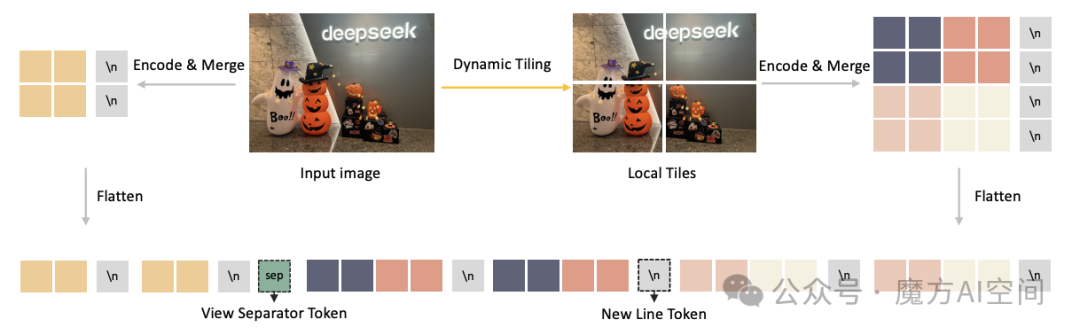 deepseek
Boo!!
\n
\n
Encode & Merge
Dynamic Tiling
Encode & Merge
\n
\n
\n
\n
Input image
Local Tiles
Flatten
Flatten
\n
\n
sep
\n
\n
\n
\n
View Separator Token
New Line Token
公众号 · 魔方AI空间